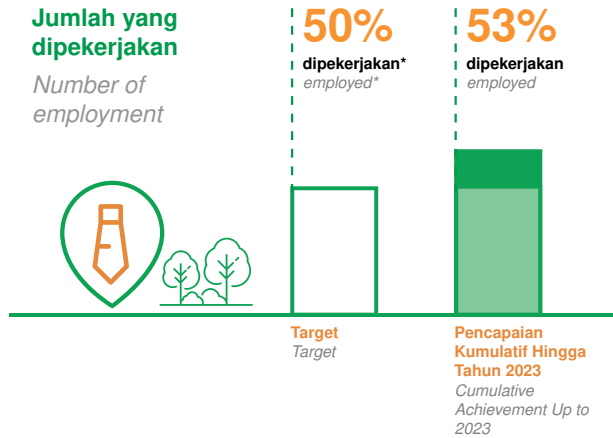 Jumlah yang
dipekerjakan
Number of
employment
50%
dipekerjakan*
employed*
53%
dipekerjakan
employed
Target
Target
Pencapaian
Kumulatif Hingga
Tahun 2023
Cumulative
Achievement Up to
2023